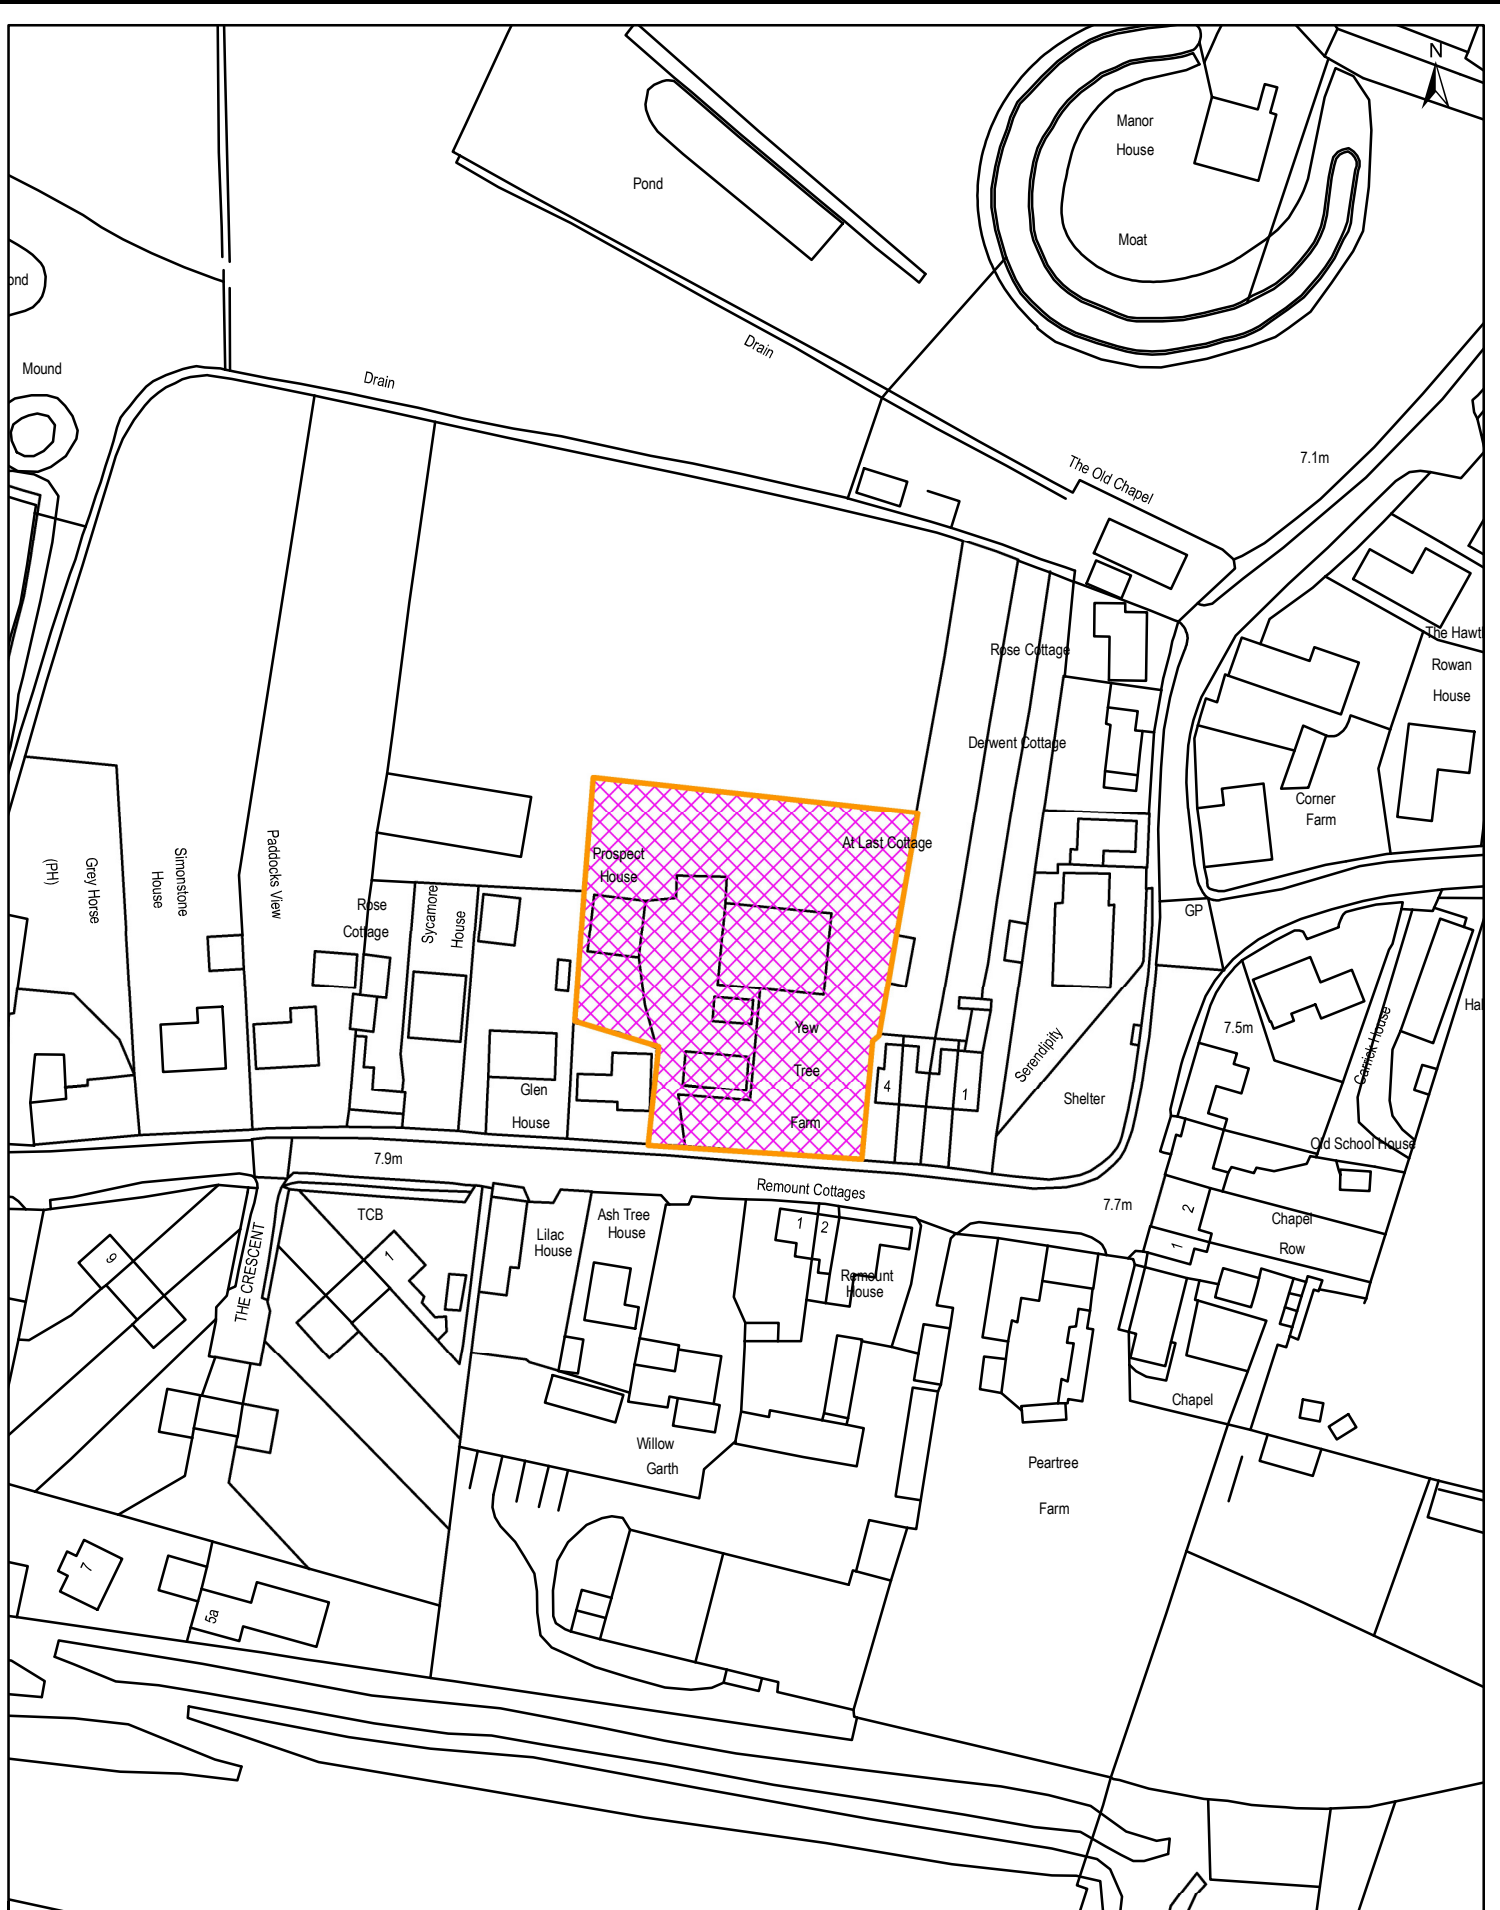 N
Manor
House
Pond
Moat
ond
Drain
Mound
Drain
7.1m
The Old Chapel
The Hawt
Rose Cottage
Rowan
House
Derwent Cottage
Corner
Farm
At Last Cottage
Prospect
House
(PH)
Grey Horse
Simonstone
House
Paddocks View
Rose
Cottage
Sycamore
House
GP
Hal
Yew
Tree
Farm
7.5m
Carrick House
Serendipity
4
1
Shelter
Glen
House
Old School House
7.9m
Remount Cottages
7.7m
2
1
Chapel
Row
TCB
Ash Tree
House
Lilac
House
1
2
THE CRESCENT
9
1
Remount
House
Chapel
Willow
Garth
Peartree
Farm
7
5a